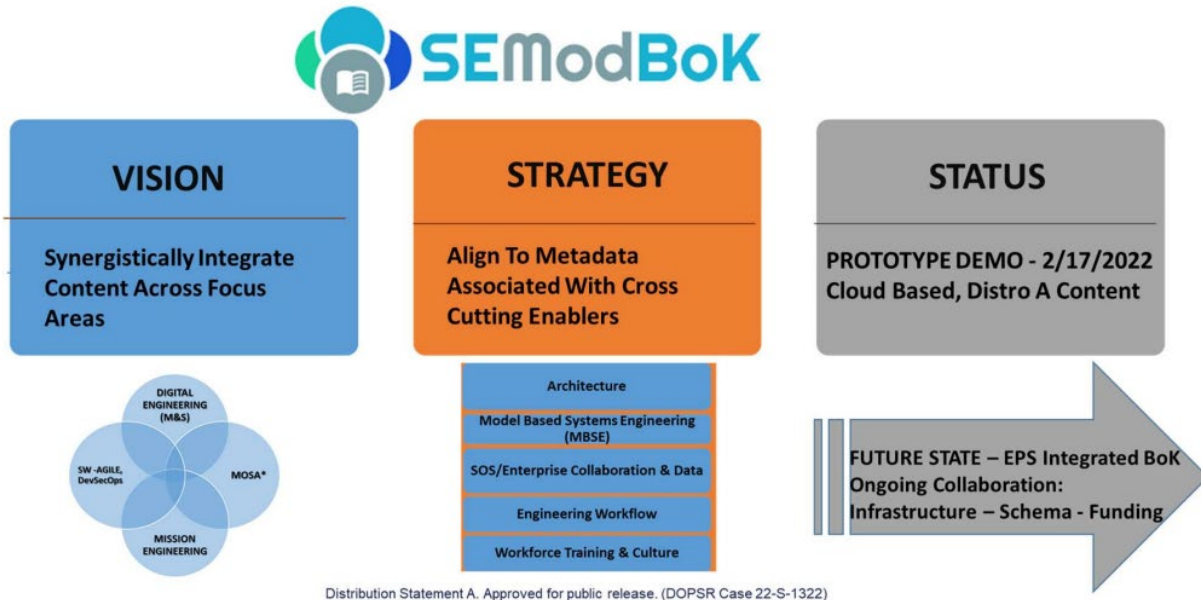 SEModBoK
VISION
Synergistically Integrate
Content Across Focus
Areas
STRATEGY
Align To Metadata
Associated With Cross
Cutting Enablers
STATUS
PROTOTYPE DEMO - 2/17/2022
Cloud Based, Distro A Content
DIGITAL
ENGINEERING
(M&S)
SW -AGILE,
DevSecOps
MOSA*
MISSION
ENGINEERING
Architecture
Model Based Systems Engineering
(MBSE)
SOS/Enterprise Collaboration & Data
Engineering Workflow
Workforce Training & Culture
FUTURE STATE – EPS Integrated BoK
Ongoing Collaboration:
Infrastructure – Schema - Funding
Distribution Statement A. Approved for public release. (DOPSR Case 22-S-1322)